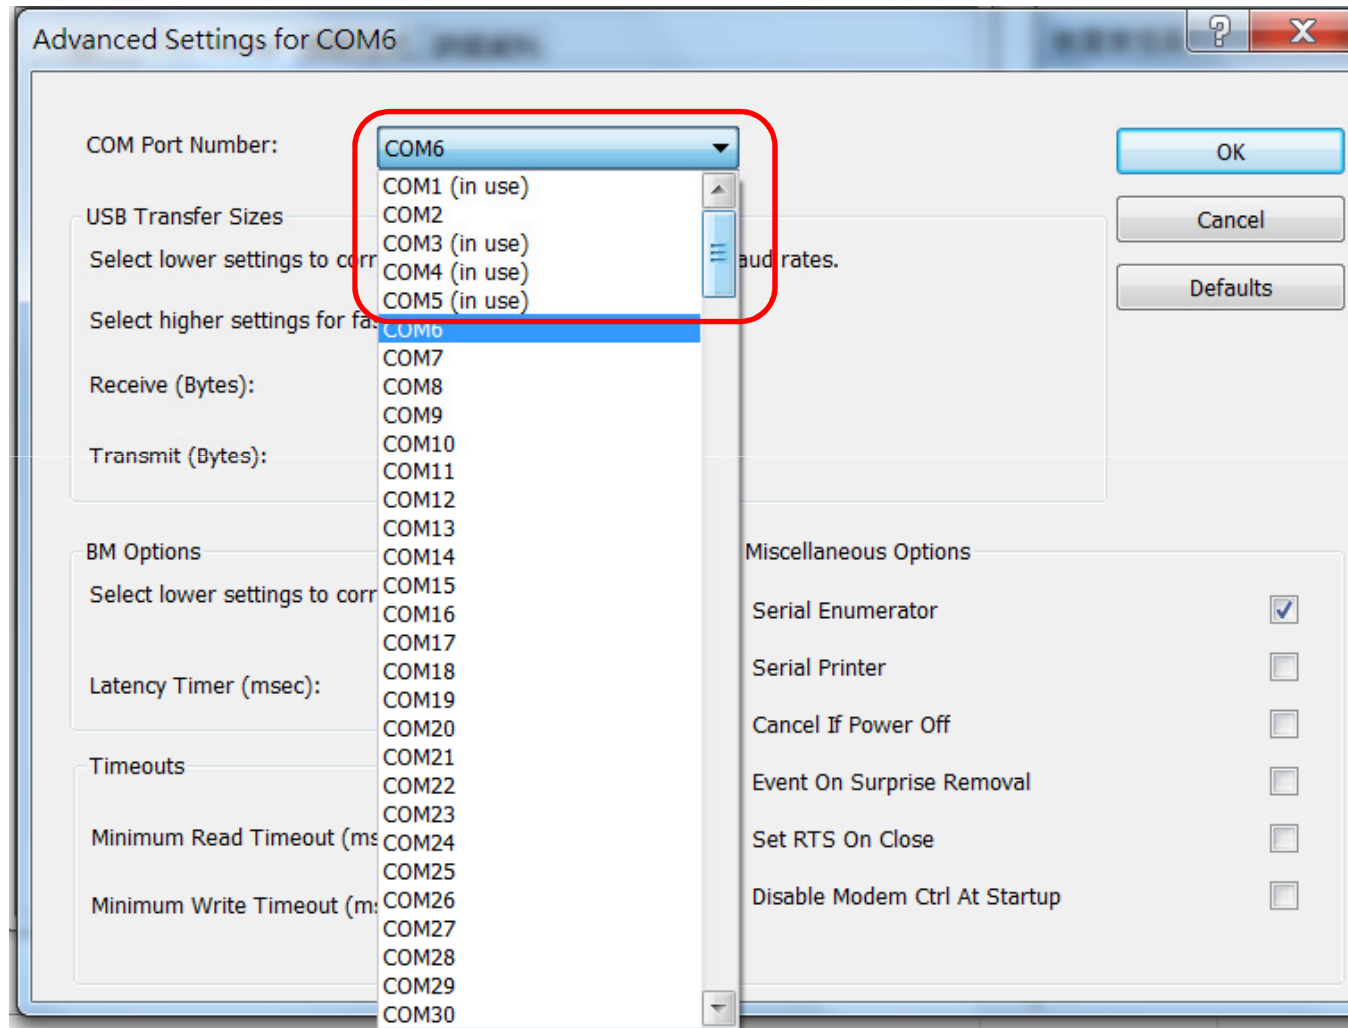 Advanced Settings for COM6
COM Port Number:
COM6
OK
COM1 (in use)
COM2
COM3 (in use)
COM4 (in use)
COM5 (in use)
COM6
COM7
COM8
COM9
COM10
COM11
COM12
COM13
COM14
COM15
COM16
COM17
COM18
COM19
COM20
COM21
COM22
COM23
COM24
COM25
COM26
COM27
COM28
COM29
COM30
Cancel
Defaults
USB Transfer Sizes
Select lower settings to corr aud rates.
Select higher settings for fa
Receive (Bytes):
Transmit (Bytes):
BM Options
Select lower settings to corr
Latency Timer (msec):
Timeouts
Minimum Read Timeout (ms
Minimum Write Timeout (m
Miscellaneous Options
Serial Enumerator
Serial Printer
Cancel If Power Off
Event On Surprise Removal
Set RTS On Close
Disable Modem Ctrl At Startup